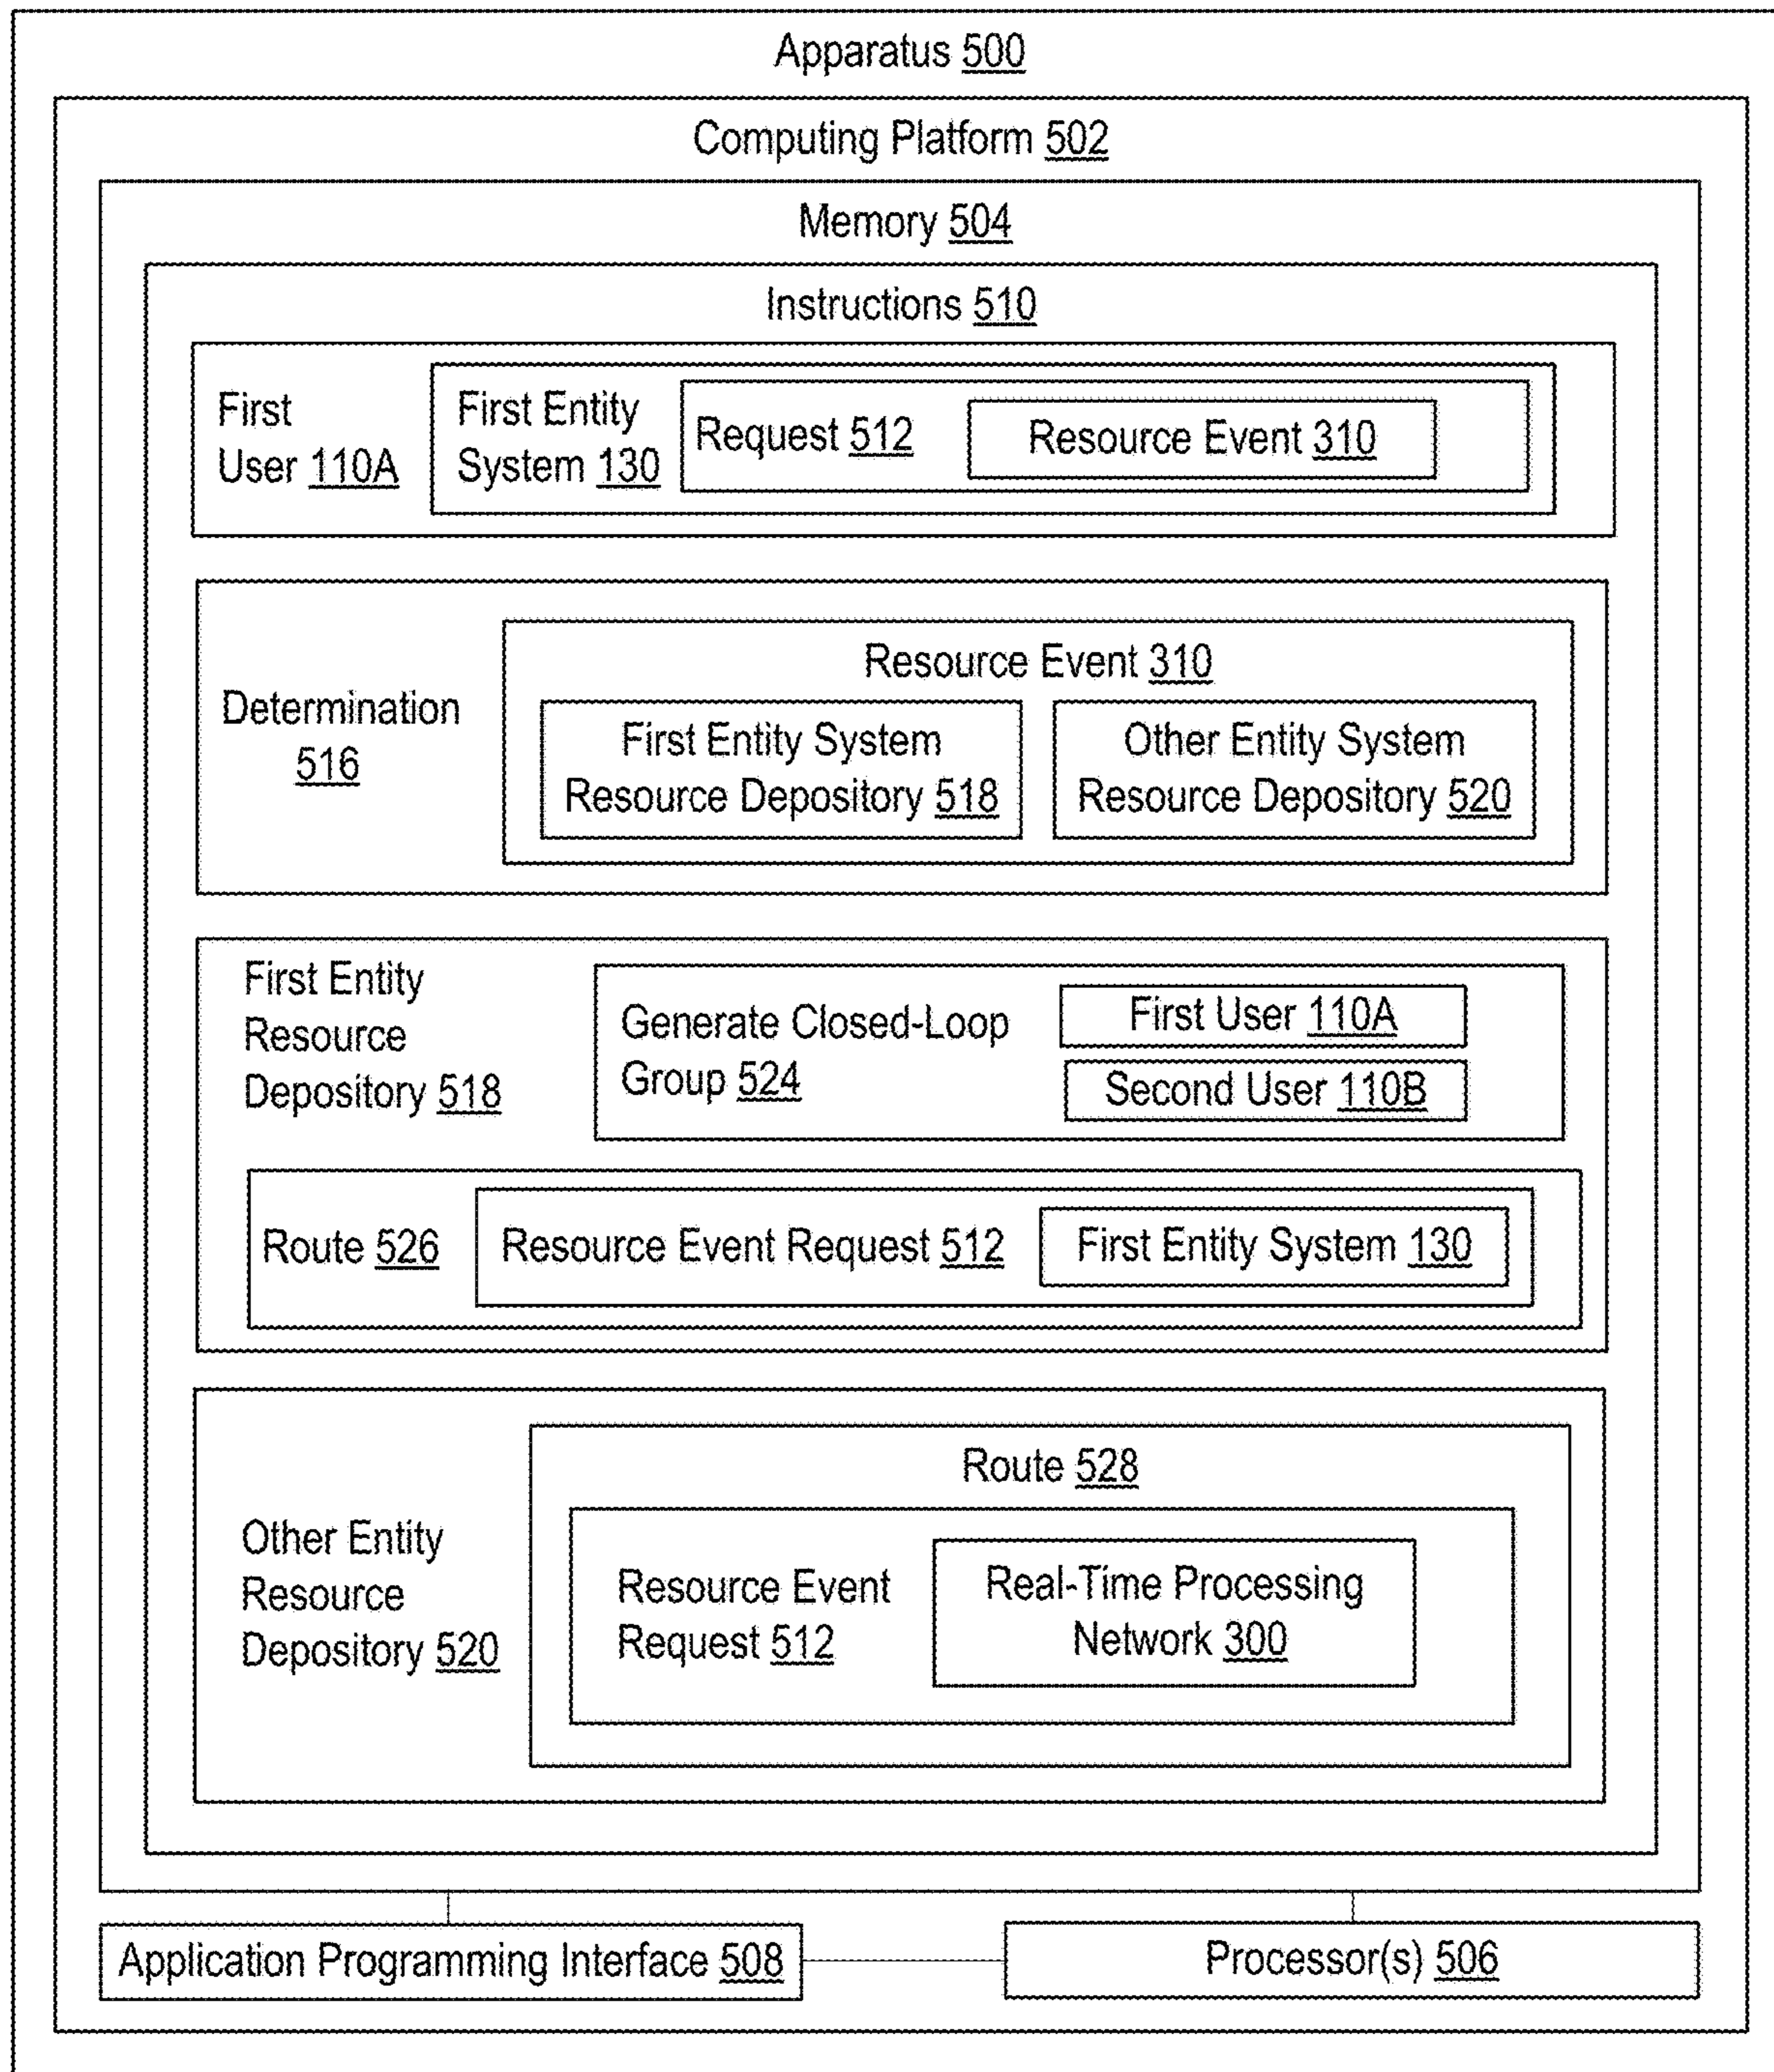 Apparatus 500
Computing Platform 502
Memory 504
Instructions 510
First
User 110A
First Entity
System 130
Request 512
Resource Event 310
Determination
516
Resource Event 310
First Entity System
Resource Depository 518
Other Entity System
Resource Depository 520
First Entity
Resource
Depository 518
Generate Closed-Loop
Group 524
First User 110A
Second User 110B
Route 526
Resource Event Request 512
First Entity System 130
Other Entity
Resource
Depository 520
Route 528
Resource Event
Request 512
Real-Time Processing
Network 300
Application Programming Interface 508
Processor(s) 506